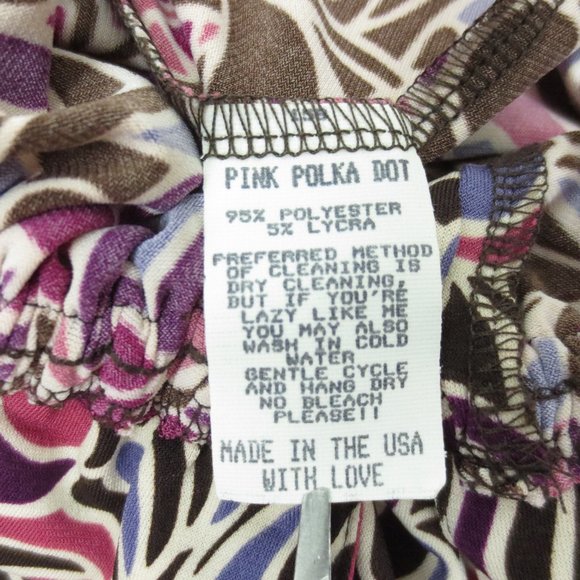 PINK POLKA DOT
95% POLYESTER
5% LYCRA
PREFERRED METHOD
OF CLEANING IS
DRY CLEANING,
BUT IF YOU'RE
LAZY LIKE ME
YOU MAY ALSO
WASH IN COLD
WATER
GENTLE CYCLE
AND HANG DRY
NO BLEACH
PLEASE!!
MADE IN THE USA
WITH LOVE